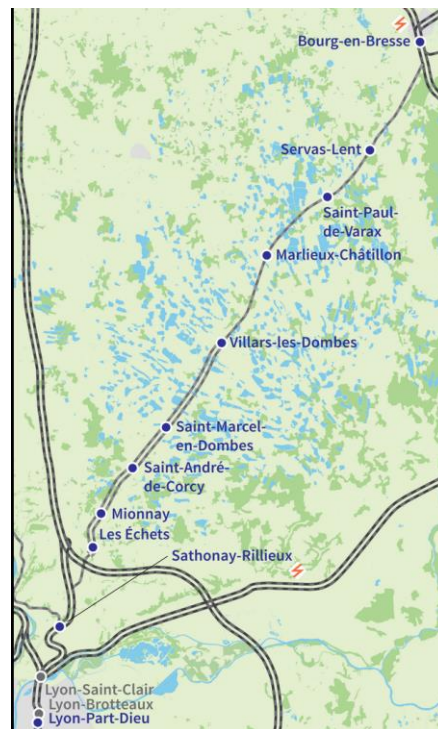 Bourg-en-Bresse
Servas-Lent
Saint-Paul-
de-Varax
Marlieux-Châtillon
Villars-les-Dombes
Saint-Marcel-
en-Dombes
Saint-André-
de-Corcy
Mionnay
Les Échets
Sathonay-Rillieux
Lyon-Saint-Clair
Lyon-Brotteaux
Lyon-Part-Dieu